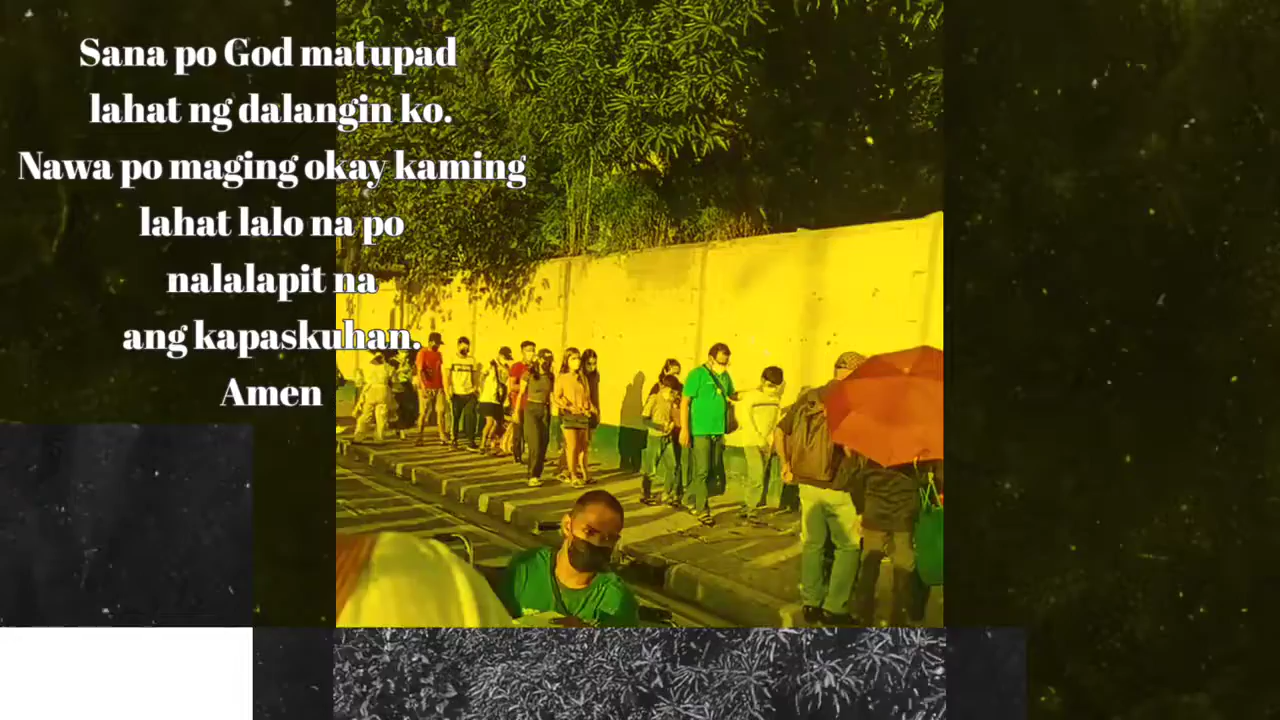 Sana po God matupad
lahat ng dalangin ko.
Nawa po maging okay kaming
lahat lalo na po
nalalapit na
ang kapaskuhan.
Amen